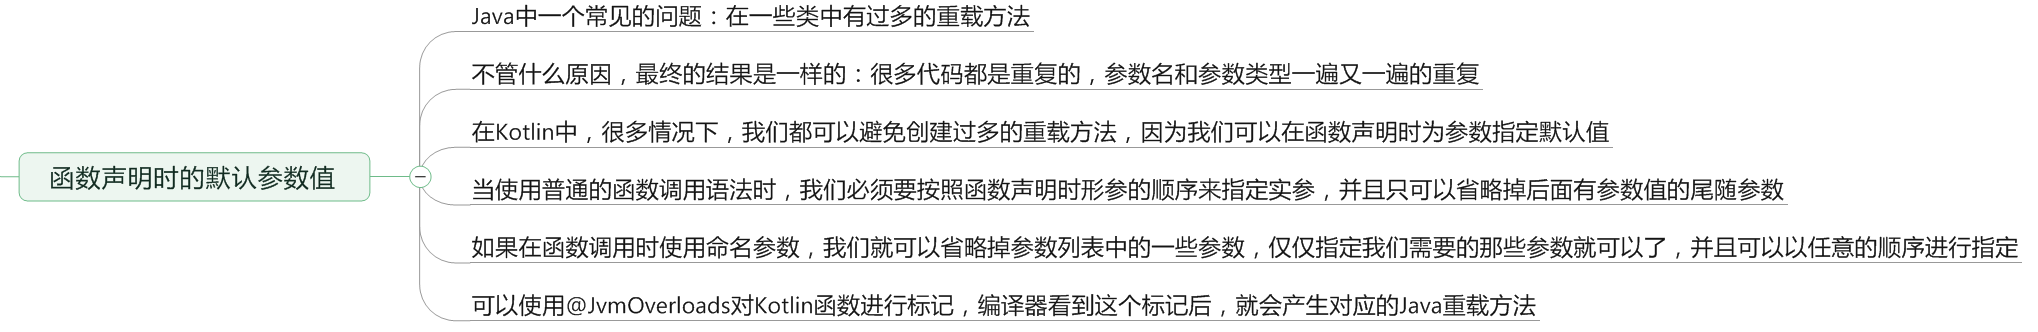 Java中一个常见的问题：在一些类中有过多的重载方法
不管什么原因，最终的结果是一样的：很多代码都是重复的，参数名和参数类型一遍又一遍的重复
在Kotlin中，很多情况下，我们都可以避免创建过多的重载方法，因为我们可以在函数声明时为参数指定默认值
函数声明时的默认参数值
当使用普通的函数调用语法时，我们必须要按照函数声明时形参的顺序来指定实参，并且只可以省略掉后面有参数值的尾随参数
如果在函数调用时使用命名参数，我们就可以省略掉参数列表中的一些参数，仅仅指定我们需要的那些参数就可以了，并且可以以任意的顺序进行指定
可以使用@JvmOverloads对Kotlin函数进行标记，编译器看到这个标记后，就会产生对应的Java重载方法